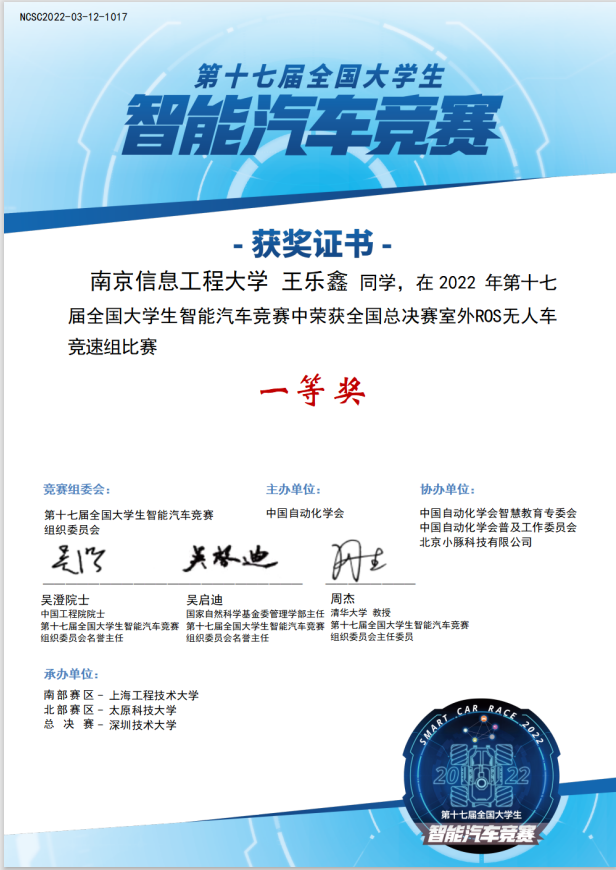 NCSC2022-03-12-1017
第十七届全国大学生
智能汽车竞赛
- 获奖证书 -
南京信息工程大学 王乐鑫 同学，在 2022 年第十七
届全国大学生智能汽车竞赛中荣获全国总决赛室外ROS无人车
竞速组比赛
一等奖
竞赛组委会：
第十七届全国大学生智能汽车竞赛
组织委员会
主办单位：
中国自动化学会
协办单位：
中国自动化学会智慧教育专委会
中国自动化学会普及工作委员会
北京小豚科技有限公司
吴澄
吴启迪
周杰
吴澄院士
中国工程院院士
第十七届全国大学生智能汽车竞赛
组织委员会名誉主任
吴启迪
国家自然科学基金委管理学部主任
第十七届全国大学生智能汽车竞赛
组织委员会名誉主任
周杰
清华大学 教授
第十七届全国大学生智能汽车竞赛
组织委员会主任委员
承办单位：
南部赛区 - 上海工程技术大学
北部赛区 - 太原科技大学
总 决 赛 - 深圳技术大学
SMART CAR RACE 2022
2022
第十七届全国大学生
智能汽车竞赛